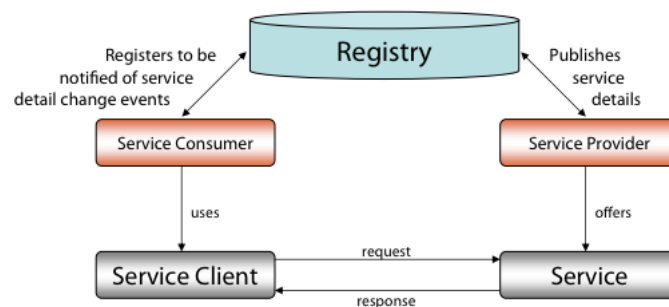 Registers to be
notified of service
detail change events
Registry
Publishes
service
details
Service Consumer
Service Provider
uses
offers
request
Service Client
Service
response